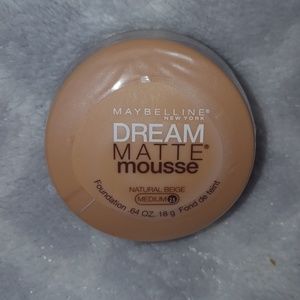 MAYBELLINE®
NEW YORK
DREAM
MATTE®
mousse
NATURAL BEIGE
MEDIUM
Foundation .64 OZ. 18 g Fond de teint